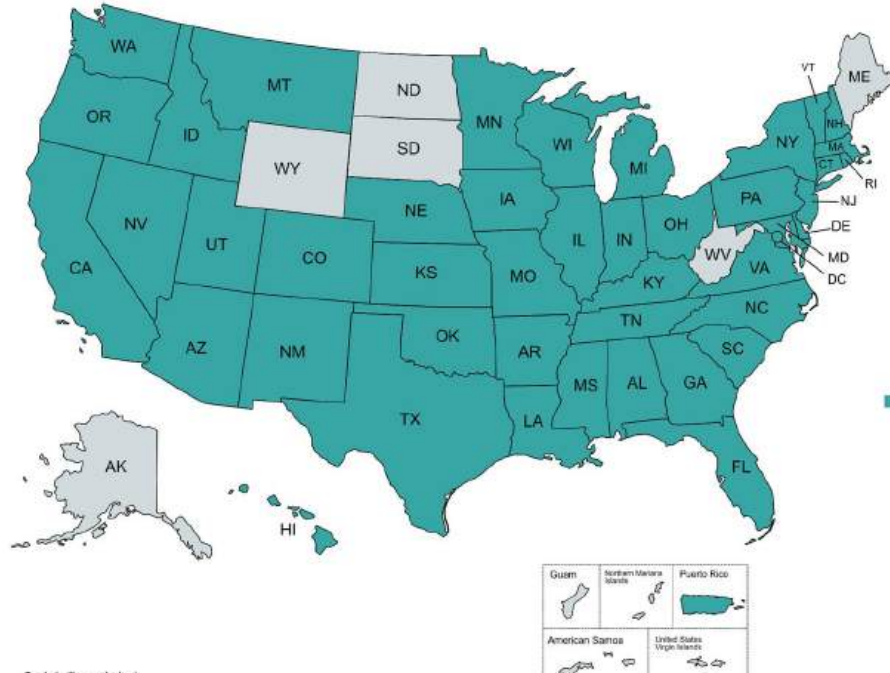 WA
MT
ND
MN
VT
ME
OR
ID
WY
SD
WI
MI
NY
NH
MA
CT
RI
NV
UT
CO
NE
IA
IL
IN
OH
PA
NJ
DE
MD
DC
CA
KS
MO
KY
WV
VA
AZ
NM
OK
AR
TN
NC
SC
TX
LA
MS
AL
GA
FL
AK
HI
Guam
Northern Mariana
Islands
Puerto Rico
American Samoa
United States
Virgin Islands